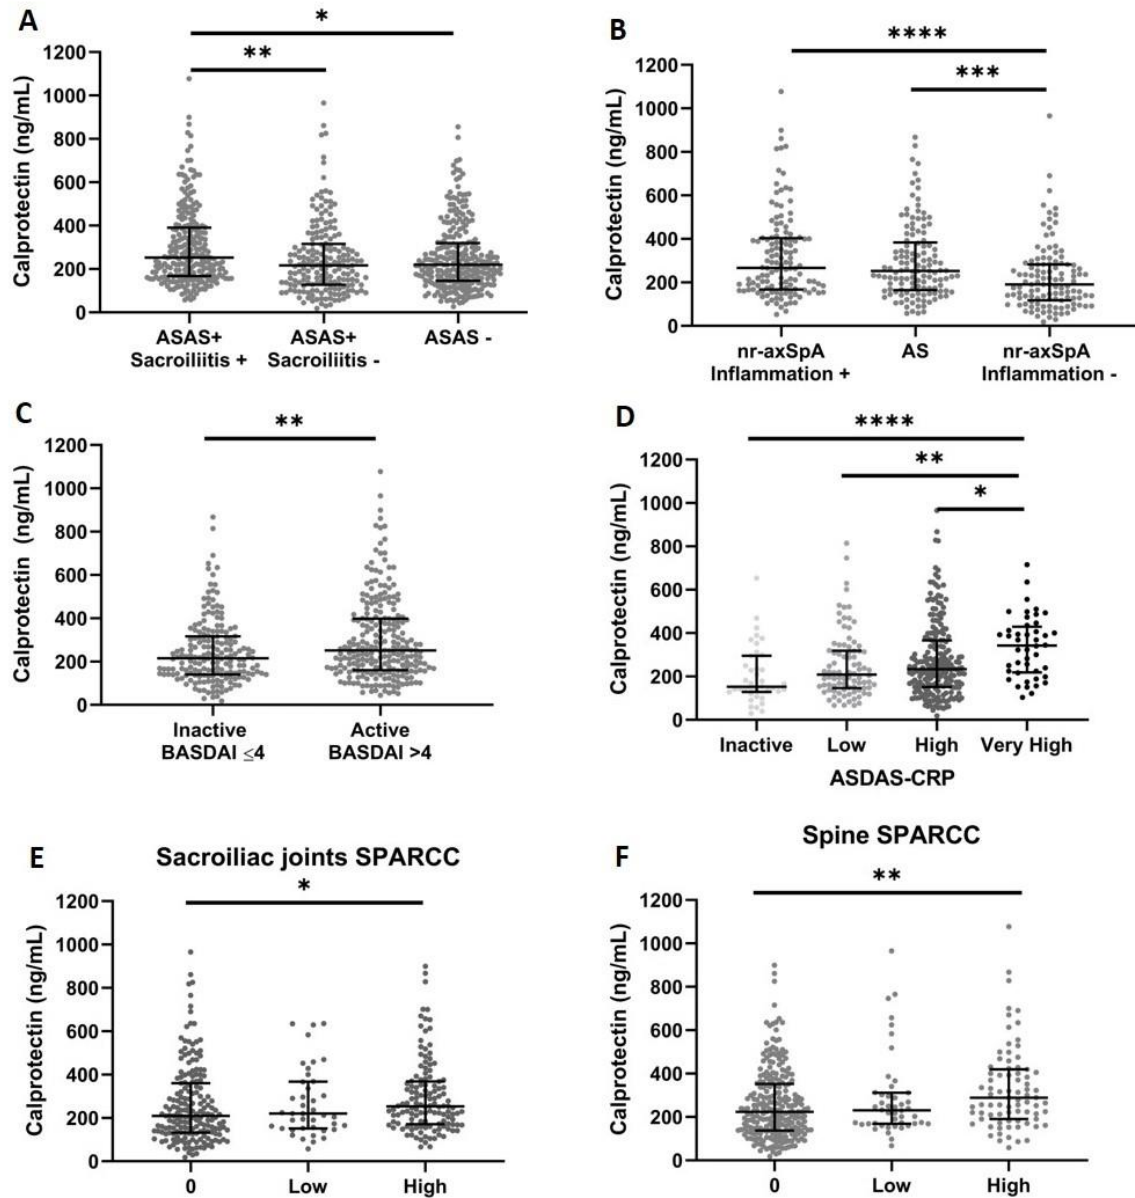 A
*
**
1200
1000
800
600
400
200
0
Calprotectin (ng/mL)
ASAS+
Sacroiliitis +
ASAS+
Sacroiliitis -
ASAS -
B
****
***
1200
1000
800
600
400
200
0
Calprotectin (ng/mL)
nr-axSpA
Inflammation +
AS
nr-axSpA
Inflammation -
C
**
1200
1000
800
600
400
200
0
Calprotectin (ng/mL)
Inactive
BASDAI ≤4
Active
BASDAI >4
D
****
**
*
1200
1000
800
600
400
200
0
Calprotectin (ng/mL)
Inactive
Low
High
Very High
ASDAS-CRP
E
Sacroiliac joints SPARCC
*
1200
1000
800
600
400
200
0
Calprotectin (ng/mL)
0
Low
High
F
Spine SPARCC
**
1200
1000
800
600
400
200
0
Calprotectin (ng/mL)
0
Low
High